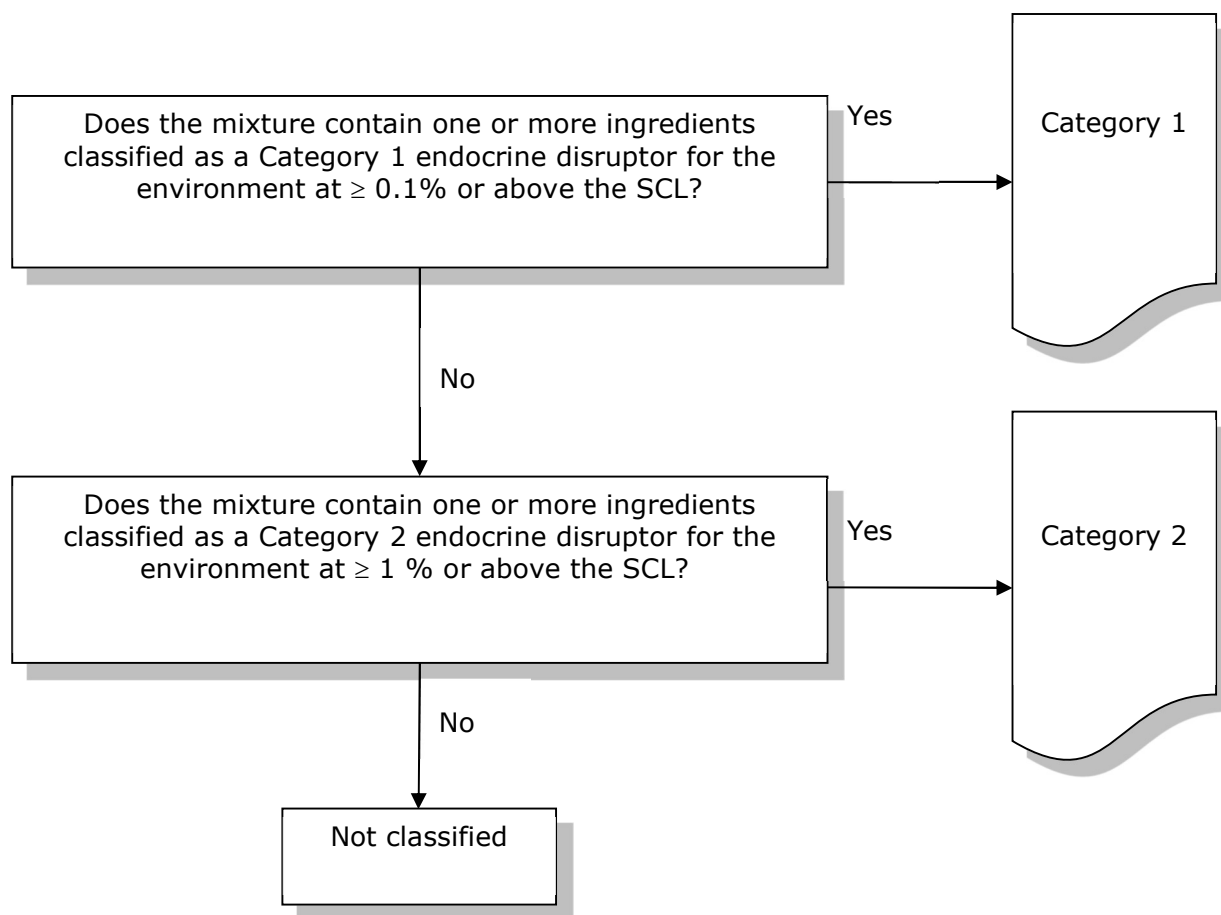 Does the mixture contain one or more ingredients
classified as a Category 1 endocrine disruptor for the
environment at ≥ 0.1% or above the SCL?
Yes
Category 1
No
Does the mixture contain one or more ingredients
classified as a Category 2 endocrine disruptor for the
environment at ≥ 1 % or above the SCL?
Yes
Category 2
No
Not classified